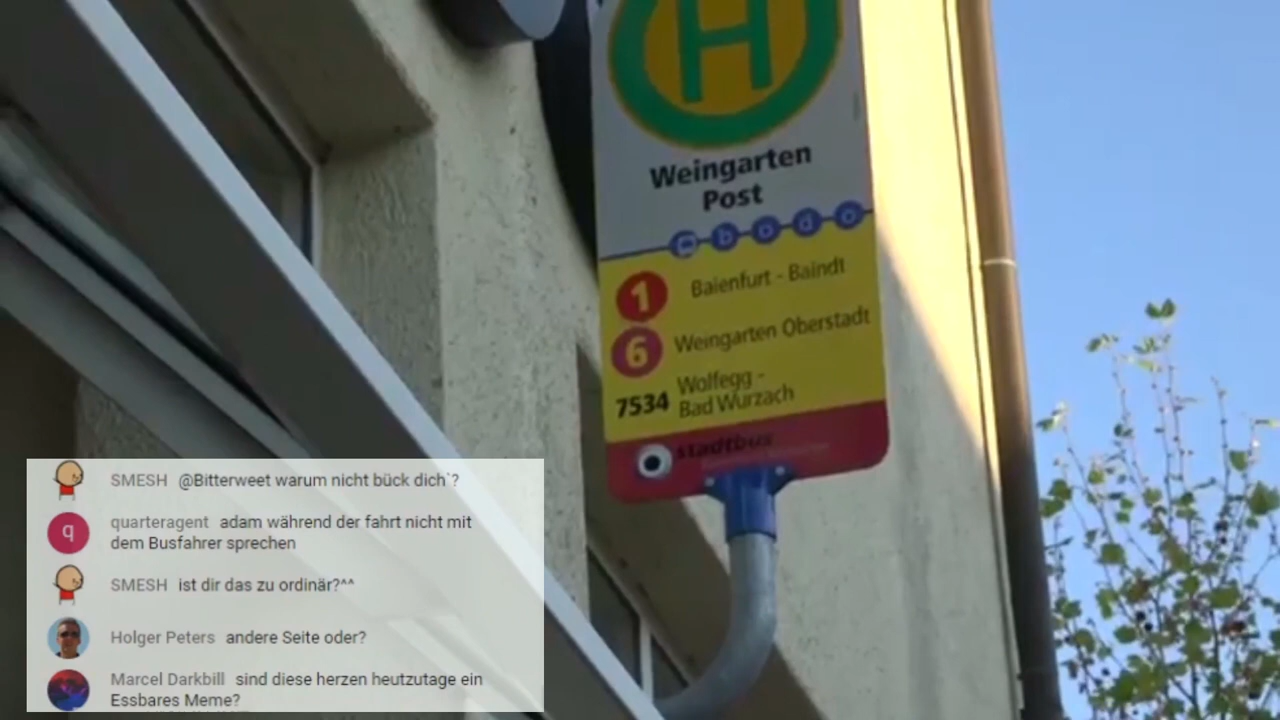 H
Weingarten
Post
bodo
1 Baienfurt - Baindt
6 Weingarten Oberstadt
7534 Wolfegg -
Bad Wurzach
stadtbus
SMESH @Bitterweet warum nicht bück dich`?
q
quarteragent adam während der fahrt nicht mit
dem Busfahrer sprechen
SMESH ist dir das zu ordinär?^^
Holger Peters andere Seite oder?
Marcel Darkbill sind diese herzen heutzutage ein
Essbares Meme?